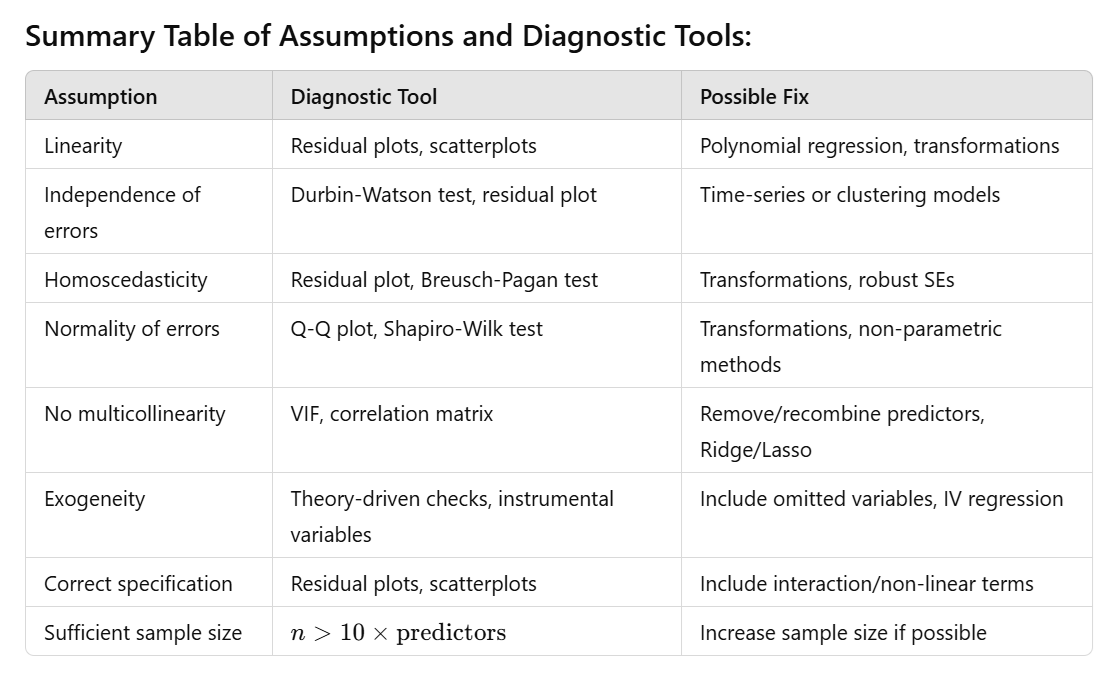 Summary Table of Assumptions and Diagnostic Tools:
Assumption Diagnostic Tool Possible Fix
Linearity Residual plots, scatterplots Polynomial regression, transformations
Independence of errors Durbin-Watson test, residual plot Time-series or clustering models
Homoscedasticity Residual plot, Breusch-Pagan test Transformations, robust SEs
Normality of errors Q-Q plot, Shapiro-Wilk test Transformations, non-parametric methods
No multicollinearity VIF, correlation matrix Remove/recombine predictors, Ridge/Lasso
Exogeneity Theory-driven checks, instrumental variables Include omitted variables, IV regression
Correct specification Residual plots, scatterplots Include interaction/non-linear terms
Sufficient sample size n > 10 × predictors Increase sample size if possible